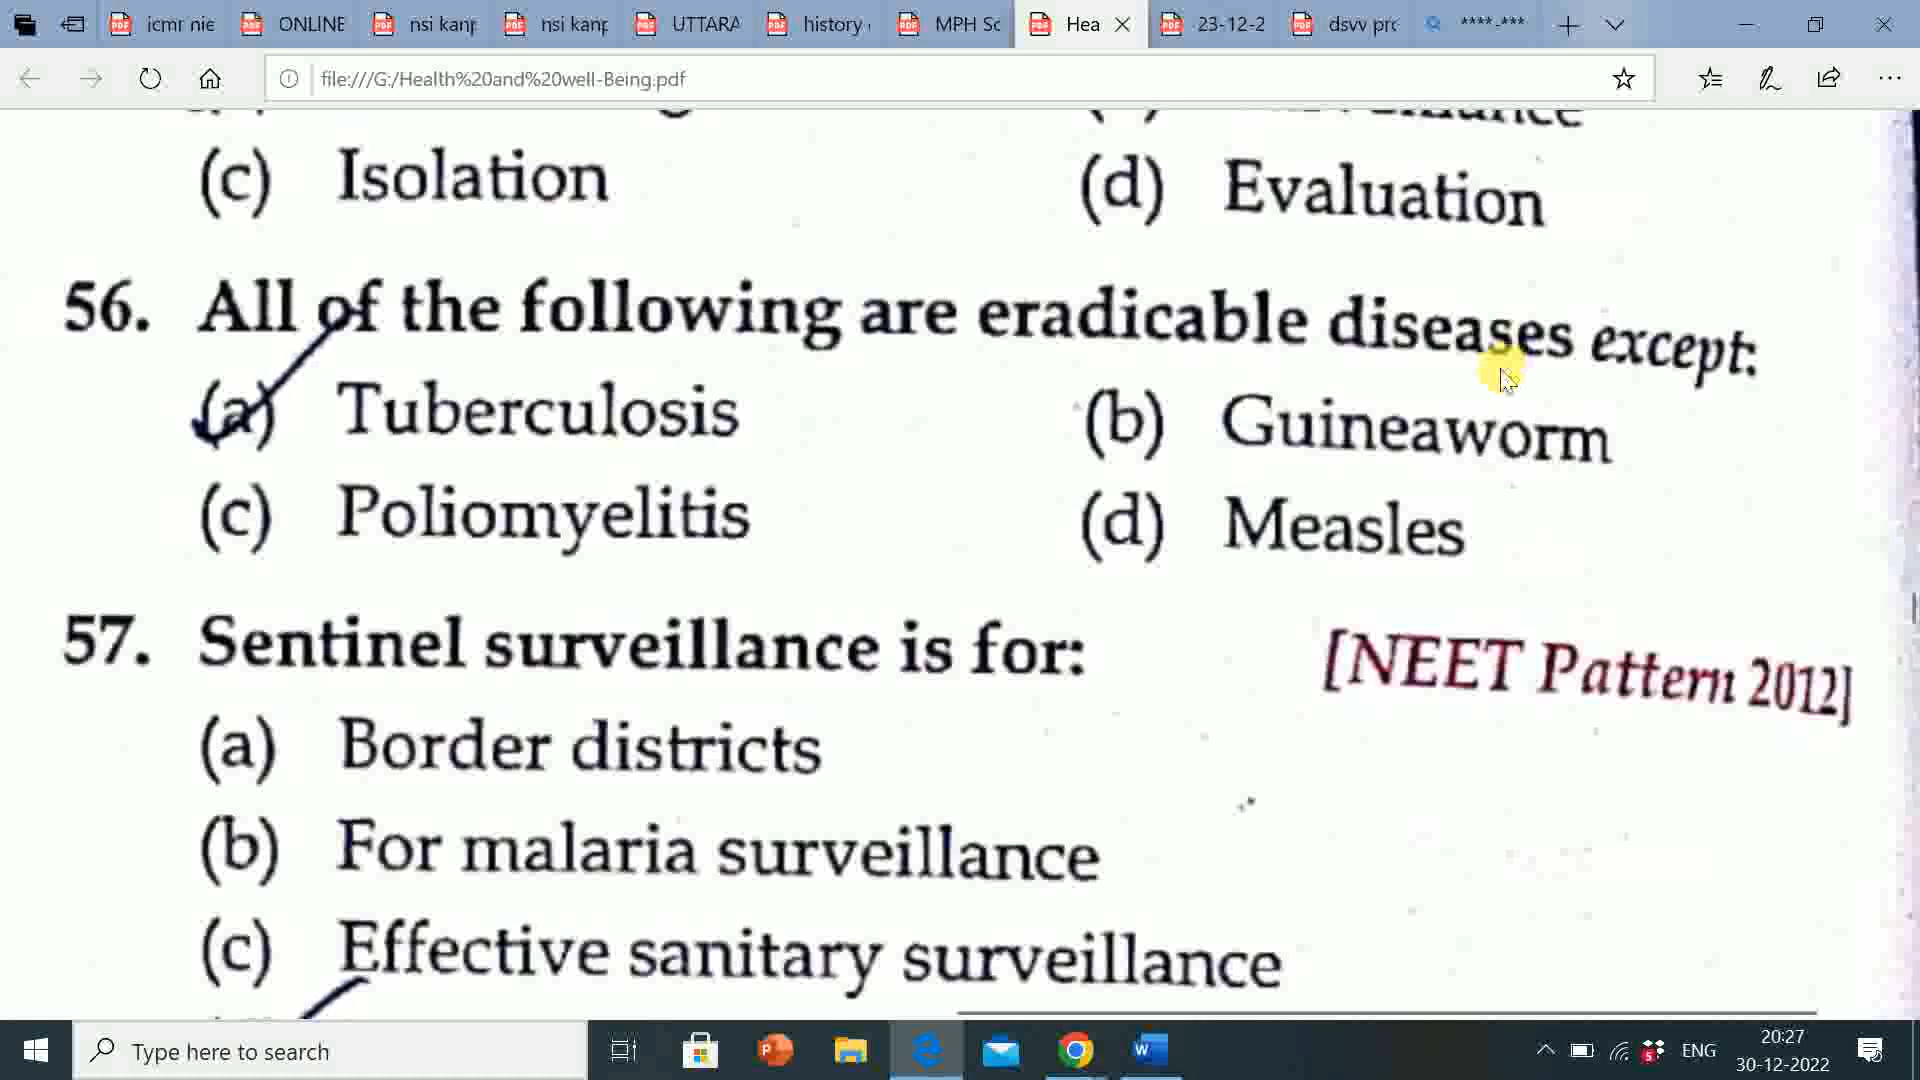 icmr nie
ONLINE
nsi kanp
nsi kanp
UTTARA
history
MPH Sc
Hea
23-12-2
dsvv pro
****-***
file:///G:/Health%20and%20well-Being.pdf
(c) Isolation (d) Evaluation
56. All of the following are eradicable diseases except:
(a) Tuberculosis (b) Guineaworm
(c) Poliomyelitis (d) Measles
57. Sentinel surveillance is for: [NEET Pattern 2012]
(a) Border districts
(b) For malaria surveillance
(c) Effective sanitary surveillance
Type here to search
ENG
20:27
30-12-2022